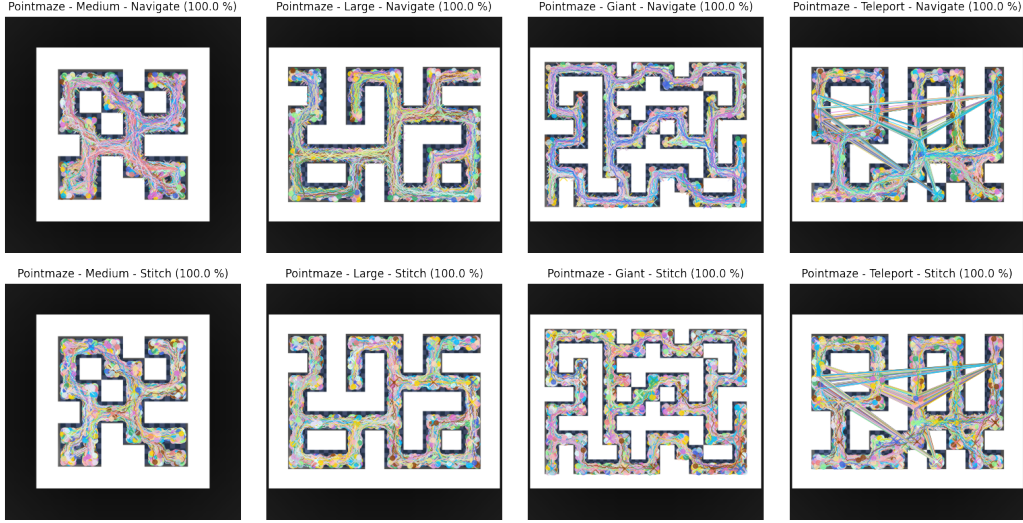 Pointmaze - Medium - Navigate (100.0 %)
Pointmaze - Large - Navigate (100.0 %)
Pointmaze - Giant - Navigate (100.0 %)
Pointmaze - Teleport - Navigate (100.0 %)
Pointmaze - Medium - Stitch (100.0 %)
Pointmaze - Large - Stitch (100.0 %)
Pointmaze - Giant - Stitch (100.0 %)
Pointmaze - Teleport - Stitch (100.0 %)